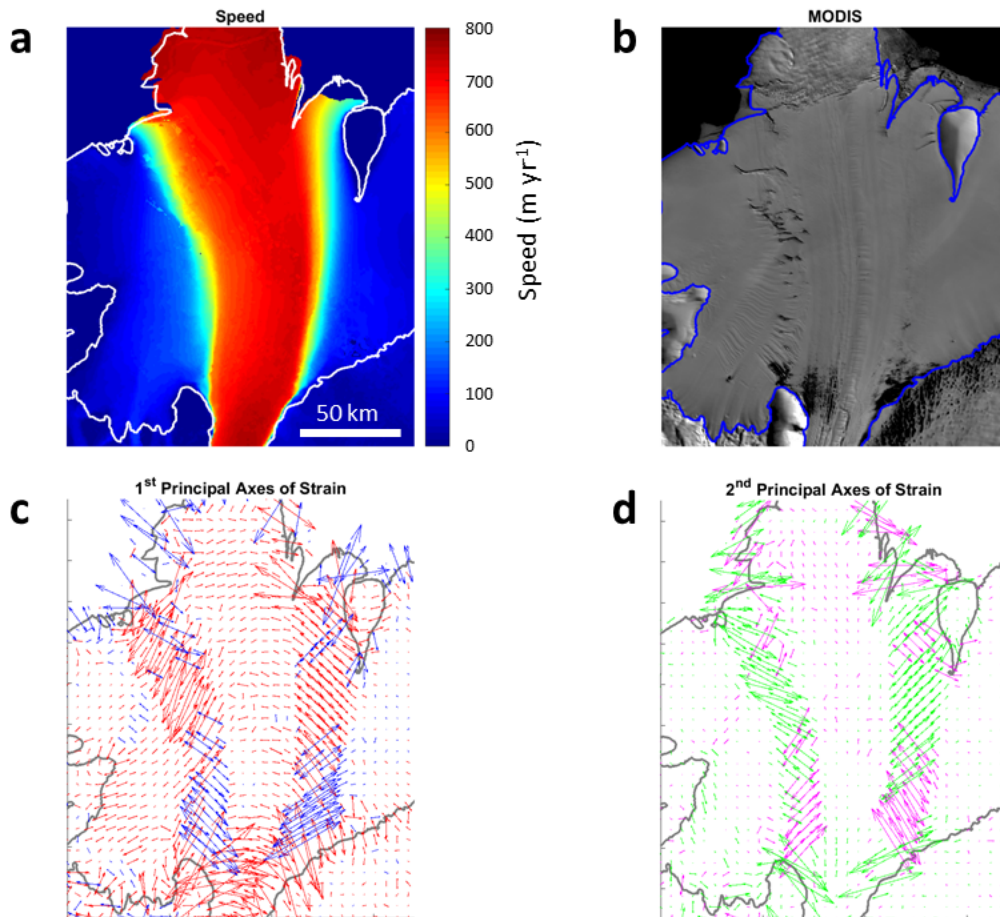 a
Speed
800
700
600
500
400
300
200
100
0
Speed (m yr-1)
50 km
b
MODIS
c
1st Principal Axes of Strain
d
2nd Principal Axes of Strain